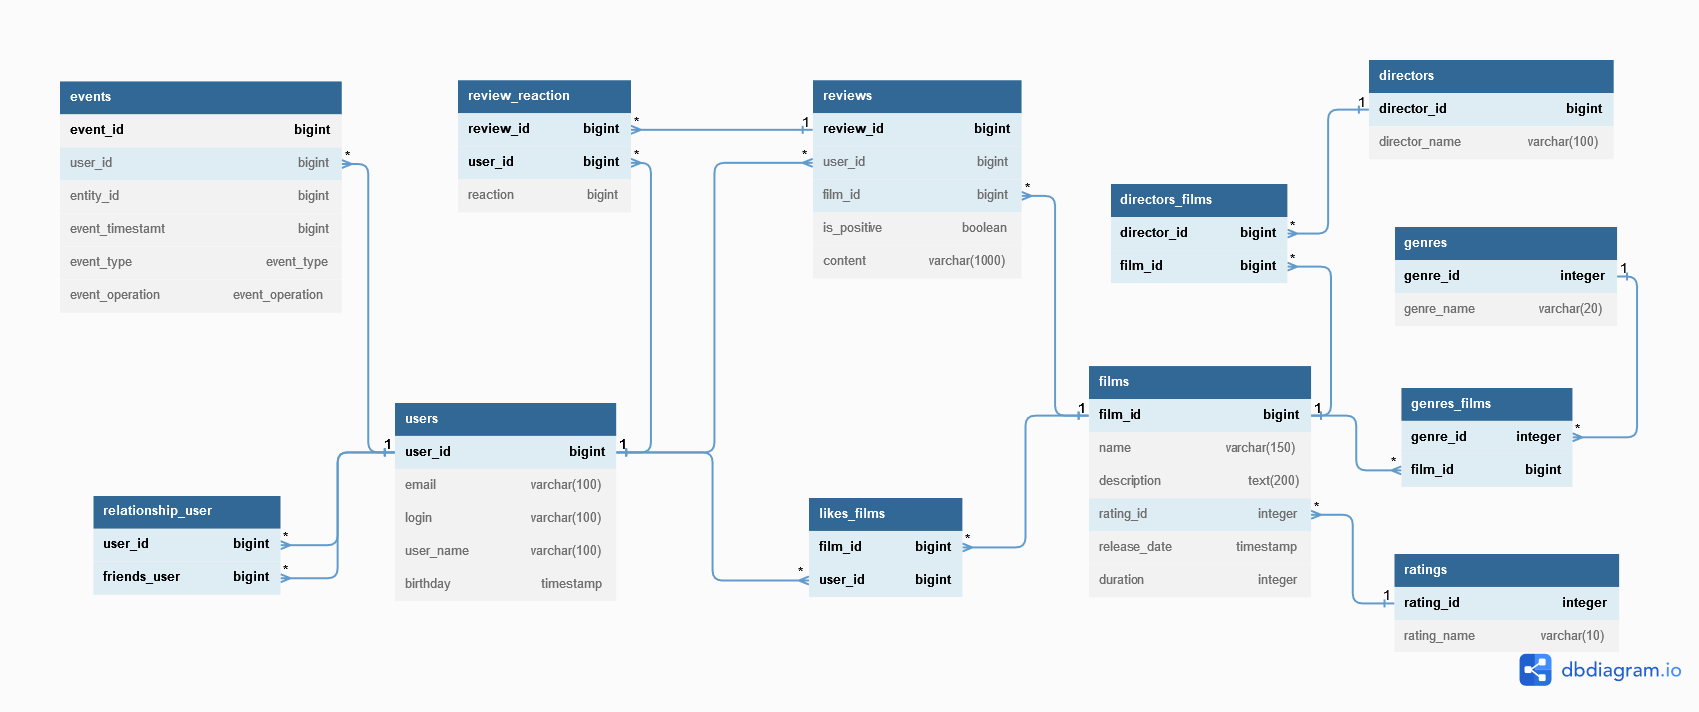 events
event_id bigint
user_id bigint
entity_id bigint
event_timestamt bigint
event_type event_type
event_operation event_operation
review_reaction
review_id bigint
user_id bigint
reaction bigint
reviews
review_id bigint
user_id bigint
film_id bigint
is_positive boolean
content varchar(1000)
directors
director_id bigint
director_name varchar(100)
directors_films
director_id bigint
film_id bigint
genres
genre_id integer
genre_name varchar(20)
users
user_id bigint
email varchar(100)
login varchar(100)
user_name varchar(100)
birthday timestamp
films
film_id bigint
name varchar(150)
description text(200)
rating_id integer
release_date timestamp
duration integer
genres_films
genre_id integer
film_id bigint
relationship_user
user_id bigint
friends_user bigint
likes_films
film_id bigint
user_id bigint
ratings
rating_id integer
rating_name varchar(10)
* * 1 * * * 1 * * 1 1 1 1 1 * * * * * * * 1
dbdiagram.io